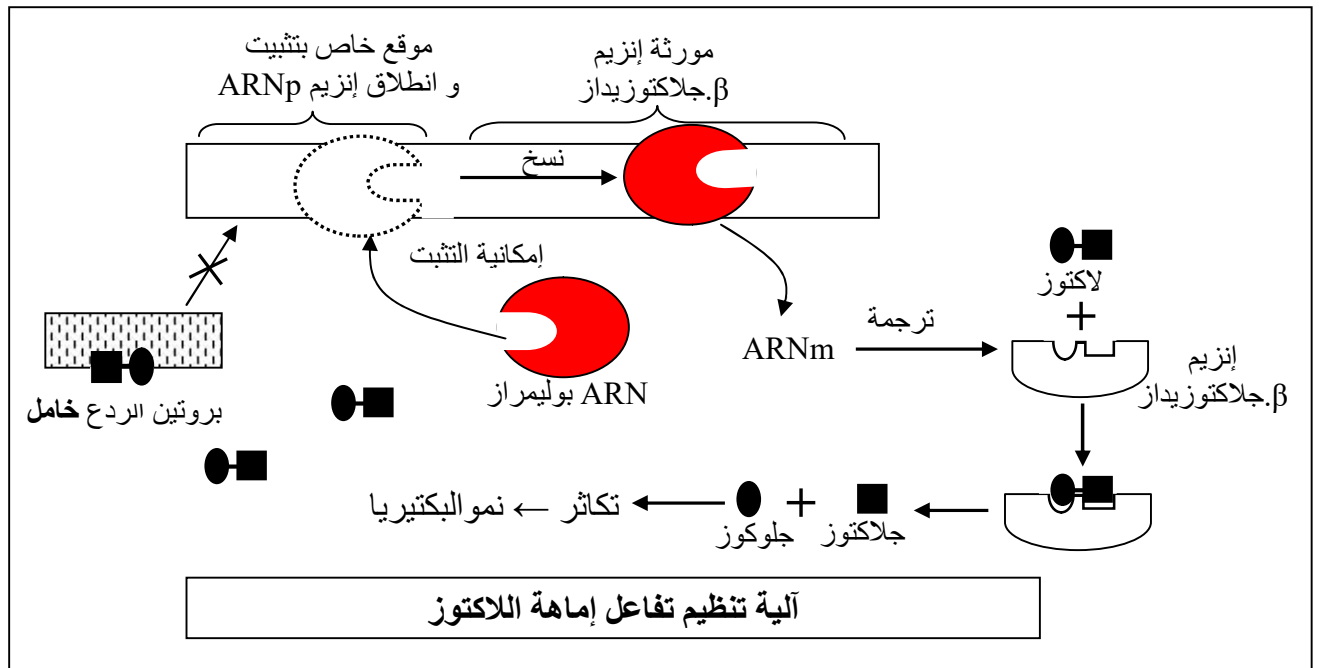 موقع خاص بتثبيت
و انطلاق إنزيم ARNp
مورثة إنزيم
β.جلاكتوزيداز
نسخ
إمكانية التثبت
لاكتوز
+
ترجمة
ARNm
إنزيم
β.جلاكتوزيداز
ARN بوليمراز
بروتين الردع خامل
تكاثر ← نموالبكتيريا
+
جلوكوز
جلاكتوز
آلية تنظيم تفاعل إماهة اللاكتوز